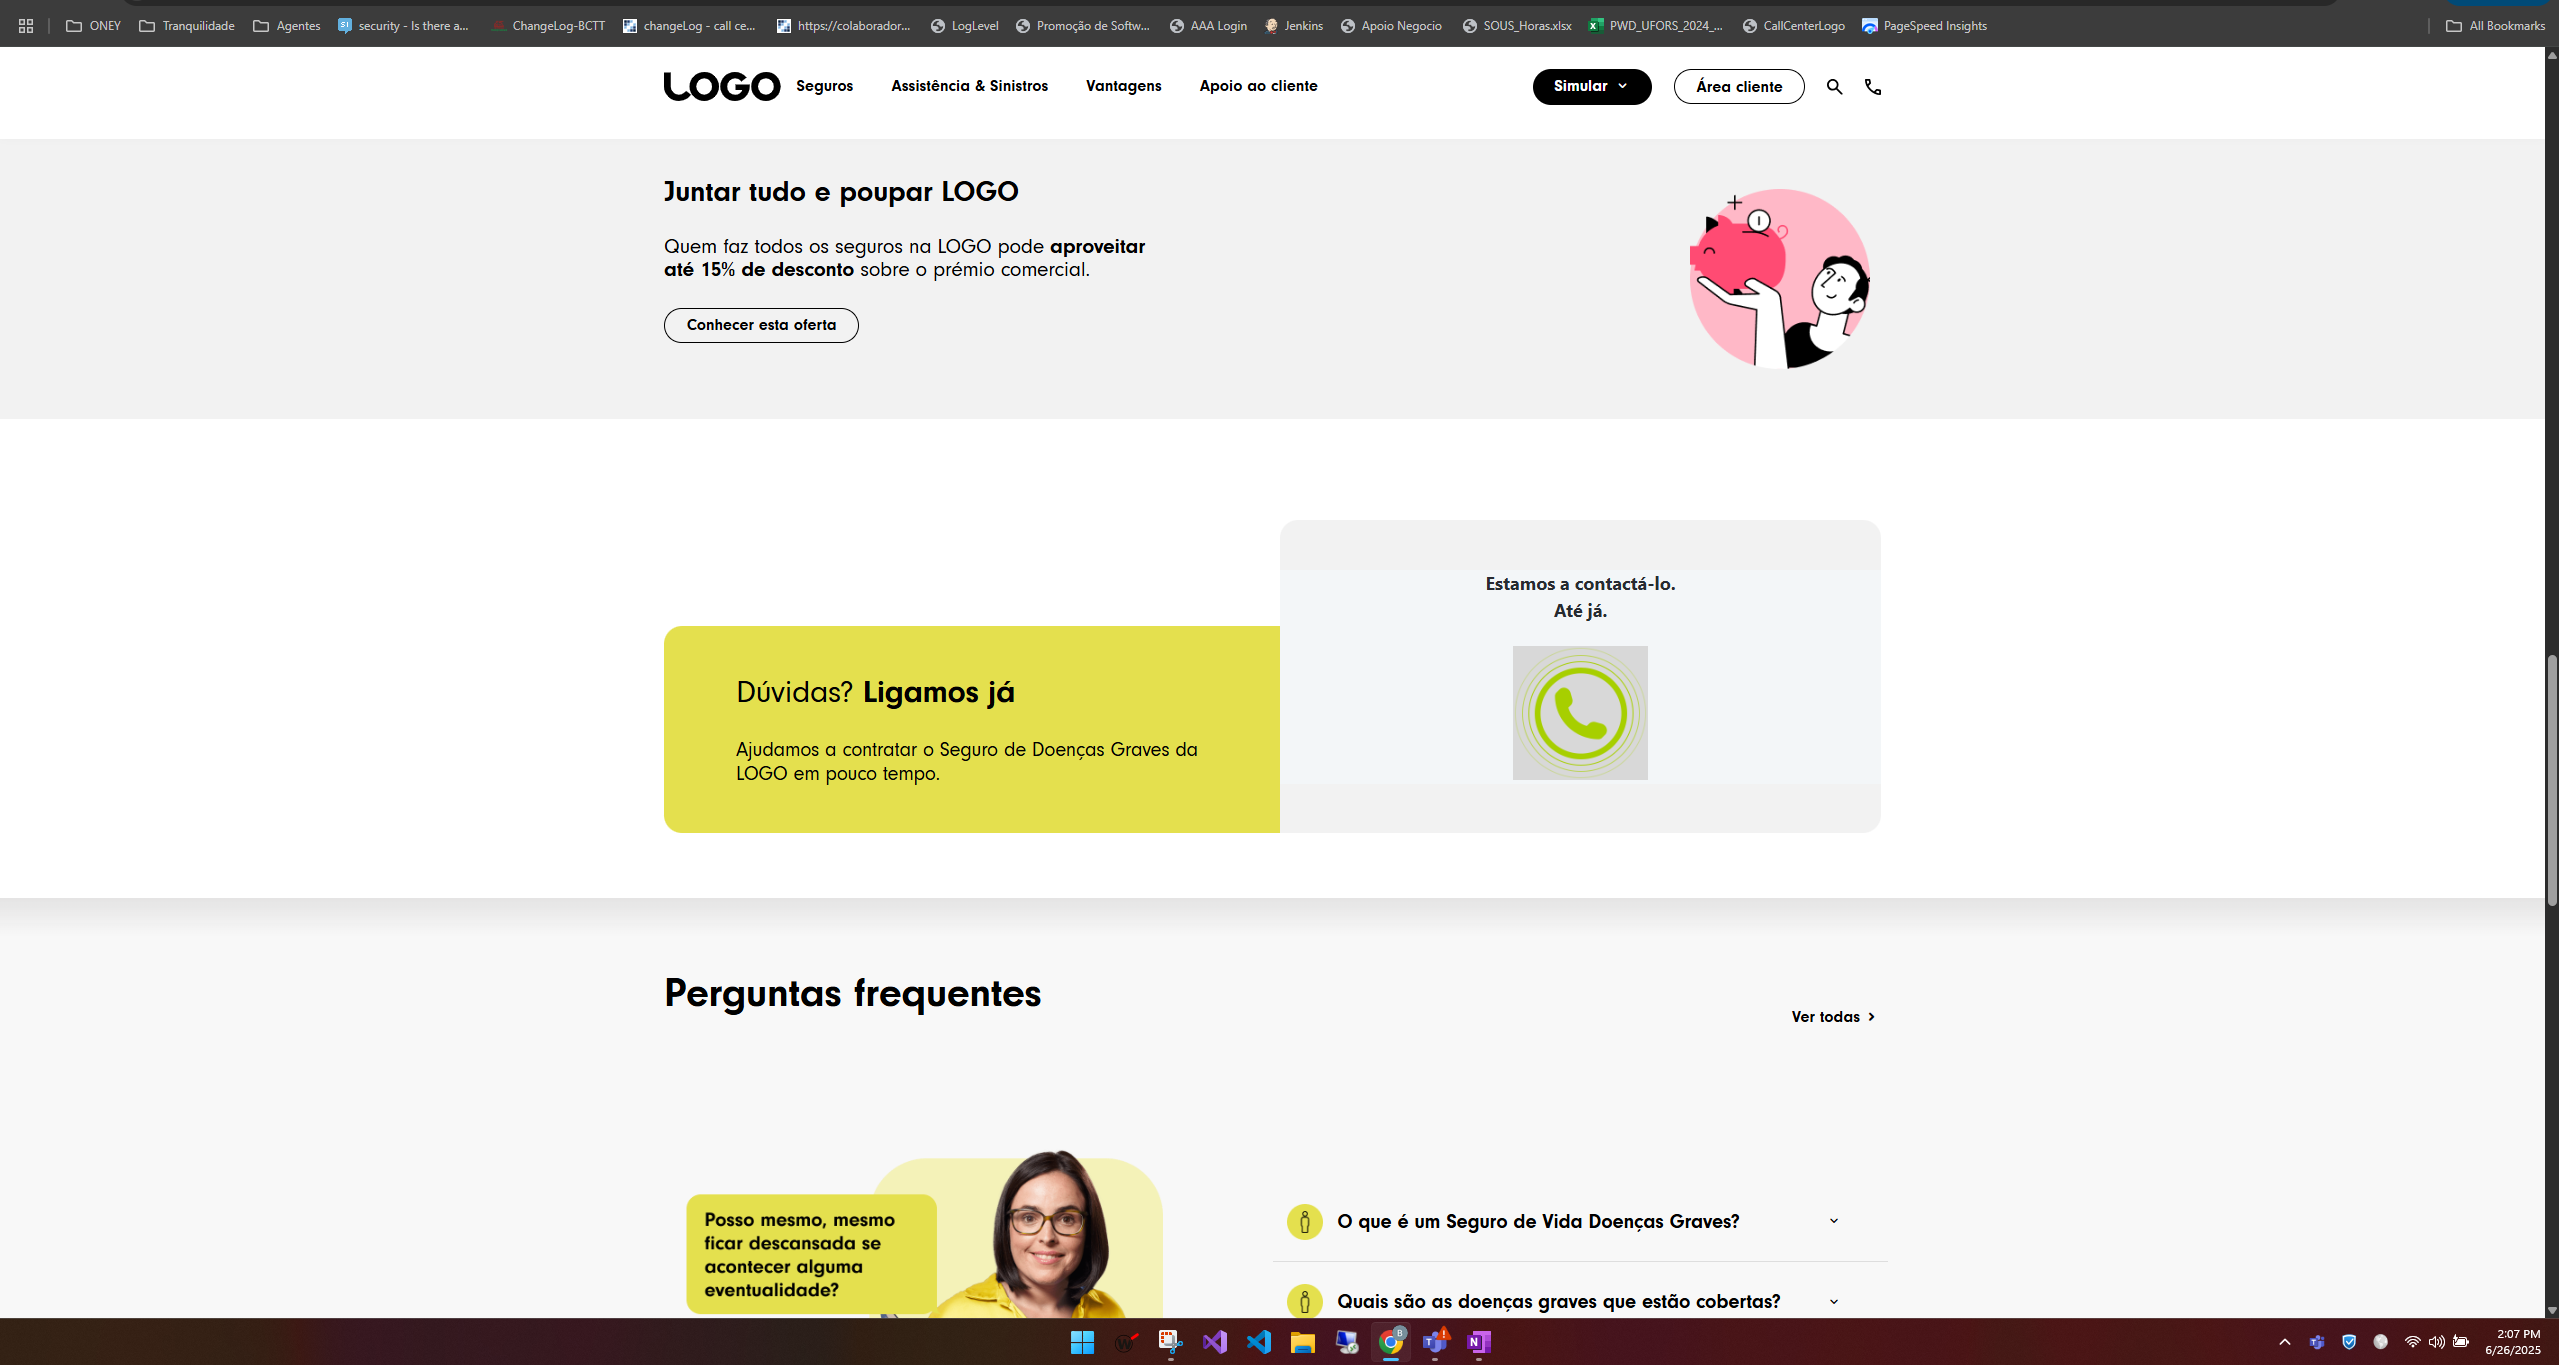 ONEY Tranquilidade Agentes security - Is there a... ChangeLog-BCTT changeLog - call ce... https://colaborador... LogLevel Promoção de Softw... AAA Login Jenkins Apoio Negocio SOUS_Horas.xlsx PWD_UFORS_2024_... CallCenterLogo PageSpeed Insights All Bookmarks
LOGO Seguros Assistência & Sinistros Vantagens Apoio ao cliente Simular Área cliente
Juntar tudo e poupar LOGO
Quem faz todos os seguros na LOGO pode aproveitar
até 15% de desconto sobre o prémio comercial.
Conhecer esta oferta
Estamos a contactá-lo.
Até já.
Dúvidas? Ligamos já
Ajudamos a contratar o Seguro de Doenças Graves da
LOGO em pouco tempo.
Perguntas frequentes
Ver todas
Posso mesmo, mesmo
ficar descansada se
acontecer alguma
eventualidade?
O que é um Seguro de Vida Doenças Graves?
Quais são as doenças graves que estão cobertas?
2:07 PM
6/26/2025